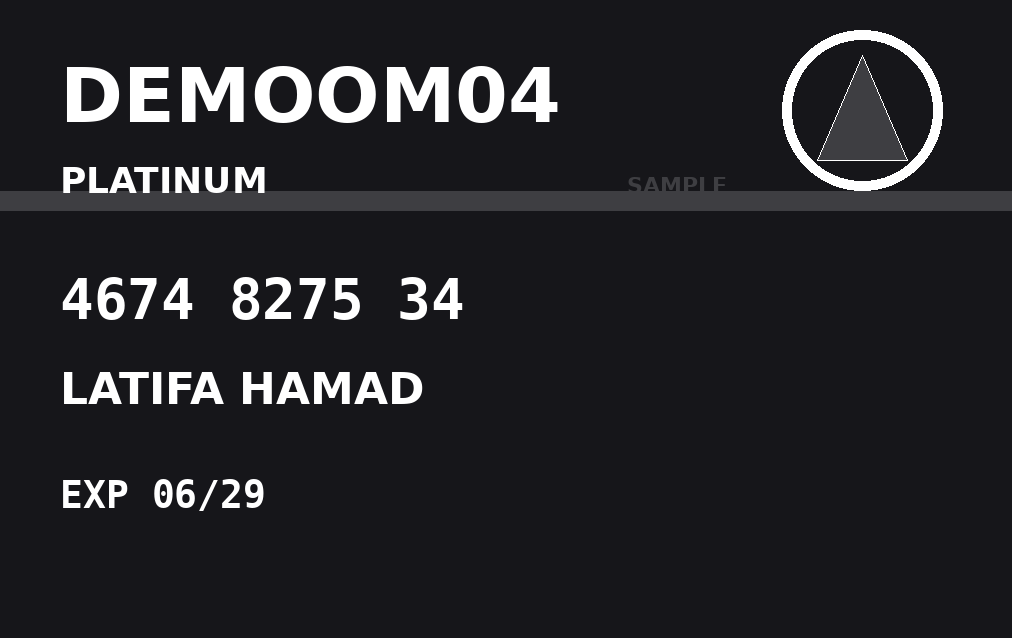 DEMOOM04
PLATINUM
SAMPLE
4674 8275 34
LATIFA HAMAD
EXP 06/29